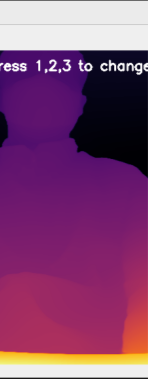 ress 1,2,3 to change